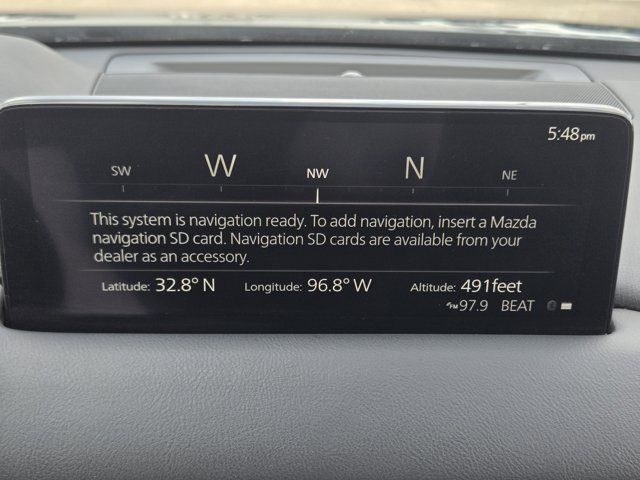 5:48pm
SW W NW N NE
This system is navigation ready. To add navigation, insert a Mazda
navigation SD card. Navigation SD cards are available from your
dealer as an accessory.
Latitude: 32.8° N Longitude: 96.8° W Altitude: 491feet
FM 97.9 BEAT